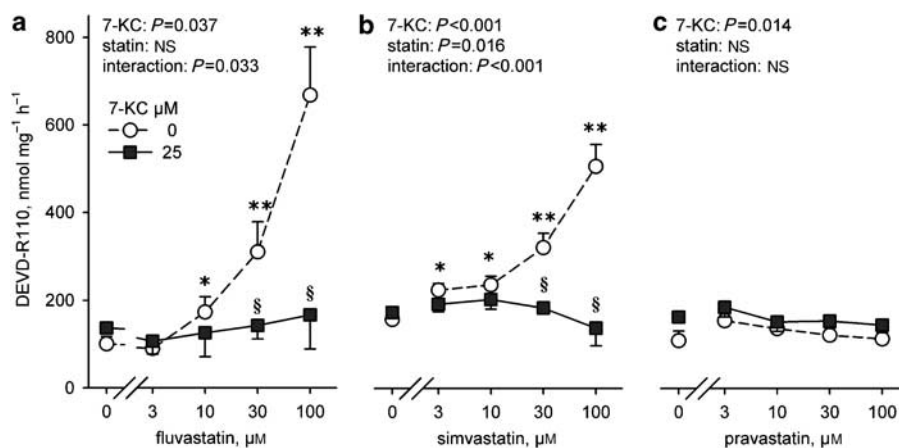 a
7-KC: P=0.037
statin: NS
interaction: P=0.033
**
7-KC µM
0
25
**
*
§
§
DEVD-R110, nmol mg⁻¹ h⁻¹
800
600
400
200
0
0 3 10 30 100
fluvastatin, µM
b
7-KC: P<0.001
statin: P=0.016
interaction: P<0.001
**
**
*
*
§
§
0 3 10 30 100
simvastatin, µM
c
7-KC: P=0.014
statin: NS
interaction: NS
0 3 10 30 100
pravastatin, µM